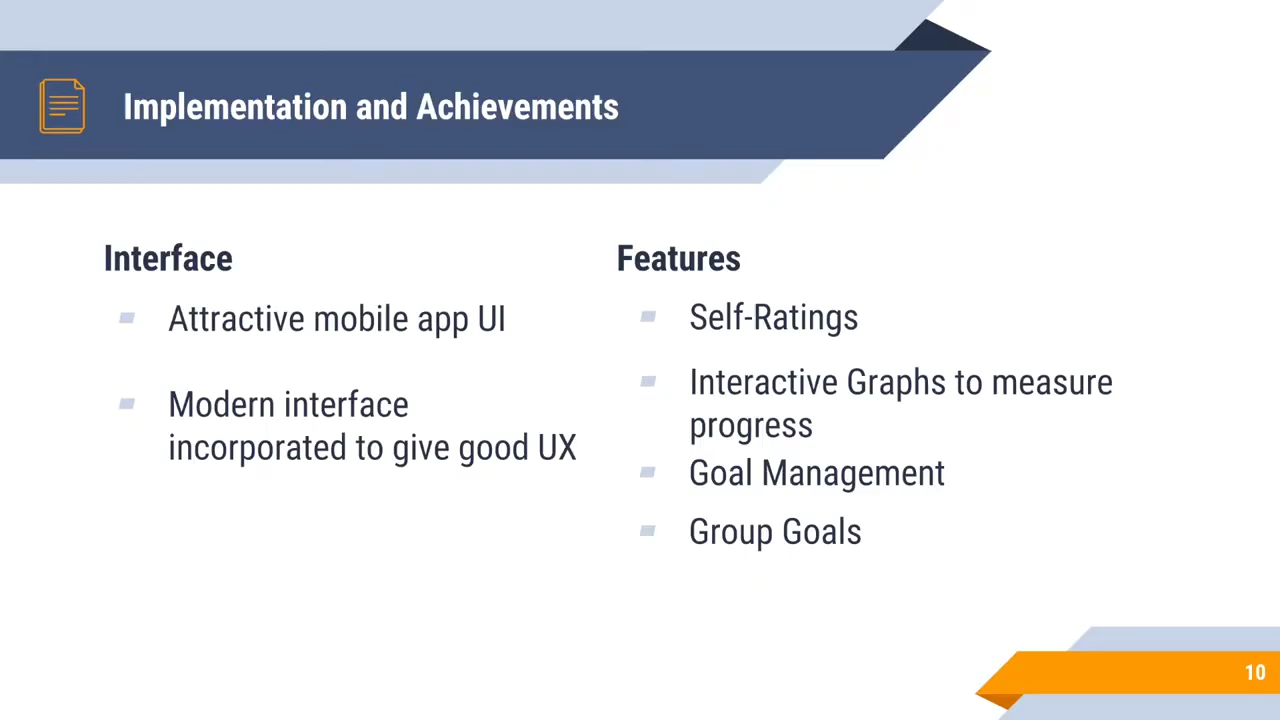 Implementation and Achievements
Interface
Attractive mobile app UI
Modern interface
incorporated to give good UX
Features
Self-Ratings
Interactive Graphs to measure
progress
Goal Management
Group Goals
10